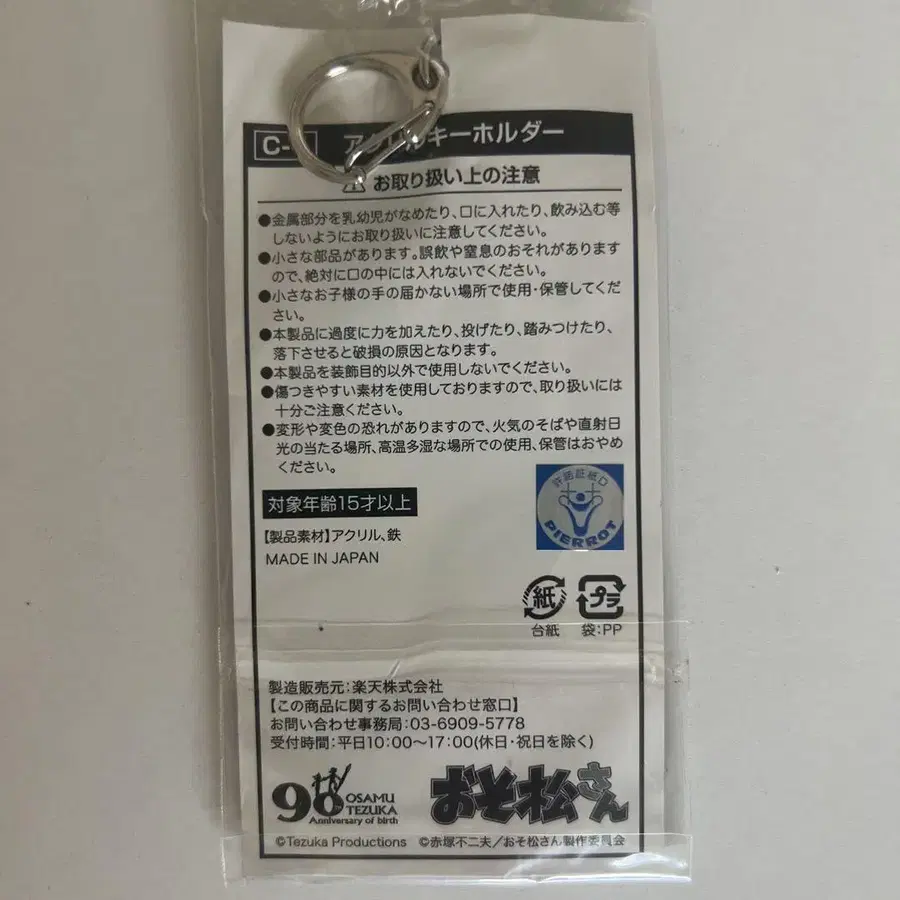 C-
アクリルキーホルダー
お取り扱い上の注意
●金属部分を乳幼児がなめたり、口に入れたり、飲み込む等
しないようにお取り扱いに注意してください。
●小さな部品があります。誤飲や窒息のおそれがあります
ので、絶対に口の中には入れないでください。
●小さなお子様の手の届かない場所で使用・保管してくだ
さい。
●本製品に過度に力を加えたり、投げたり、踏みつけたり、
落下させると破損の原因となります。
●本製品を装飾目的以外で使用しないでください。
●傷つきやすい素材を使用しておりますので、取り扱いには
十分ご注意ください。
●変形や変色の恐れがありますので、火気のそばや直射日
光の当たる場所、高温多湿な場所での使用、保管はおやめ
ください。
許諾証紙口
PIERROT
対象年齢15才以上
【製品素材】アクリル、鉄
MADE IN JAPAN
紙 プラ
台紙 袋:PP
製造販売元:楽天株式会社
【この商品に関するお問い合わせ窓口】
お問い合わせ事務局:03-6909-5778
受付時間:平日10:00〜17:00(休日・祝日を除く)
90 OSAMU
TEZUKA
Anniversary of birth
おそ松さん
©Tezuka Productions ©赤塚不二夫/おそ松さん製作委員会